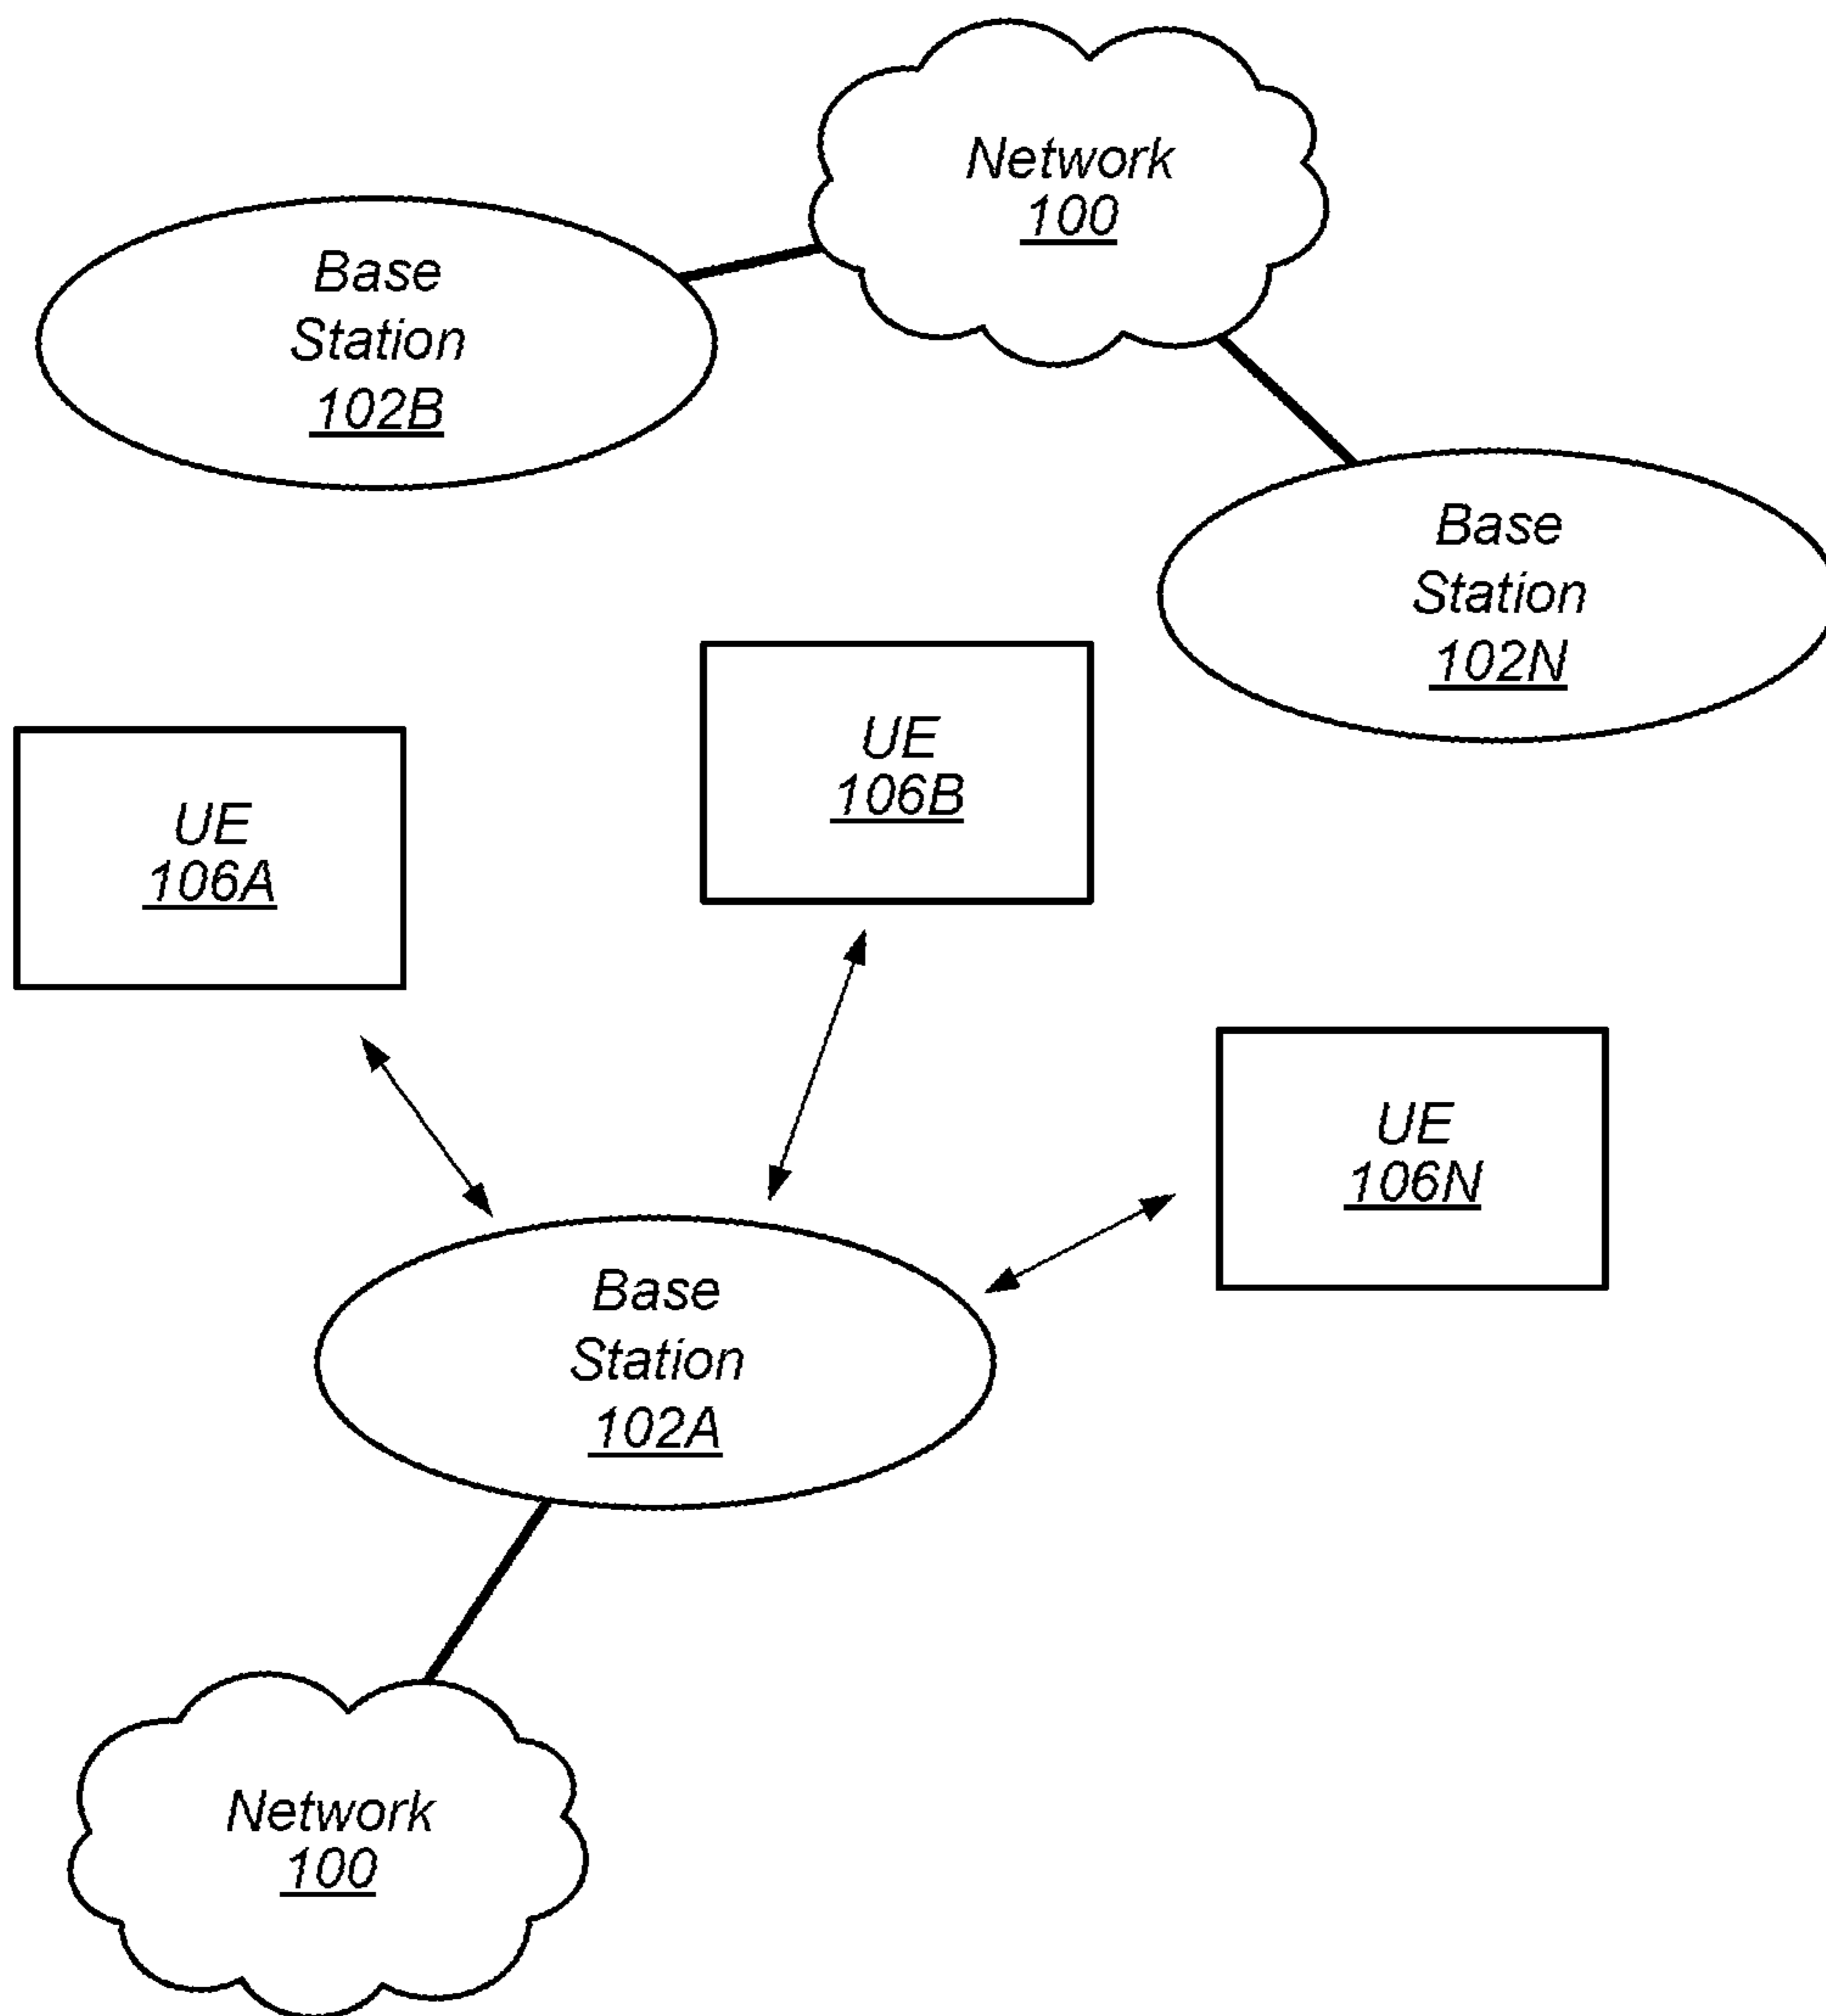 Network
100
Base
Station
102B
Base
Station
102N
UE
106B
UE
106A
UE
106N
Base
Station
102A
Network
100